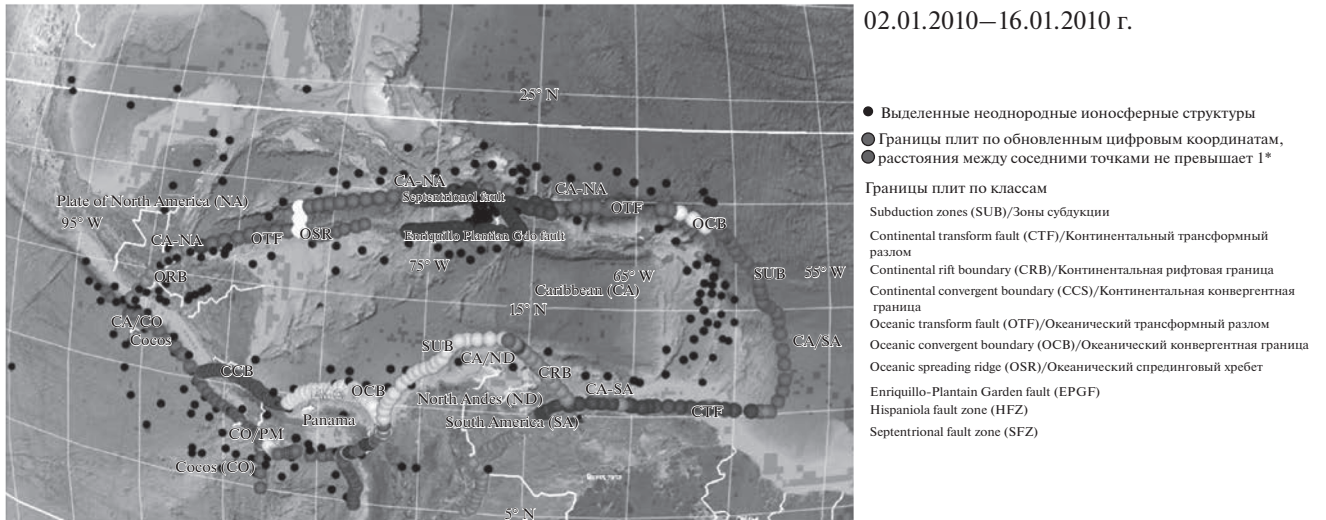 02.01.2010–16.01.2010 г.
Выделенные неоднородные ионосферные структуры
Границы плит по обновленным цифровым координатам,
расстояния между соседними точками не превышает 1*
Границы плит по классам
Subduction zones (SUB)/Зоны субдукции
Continental transform fault (CTF)/Континентальный трансформный
разлом
Continental rift boundary (CRB)/Континентальная рифтовая граница
Continental convergent boundary (CCS)/Континентальная конвергентная
граница
Oceanic transform fault (OTF)/Океанический трансформный разлом
Oceanic convergent boundary (OCB)/Океанический конвергентная граница
Oceanic spreading ridge (OSR)/Океанический спрединговый хребет
Enriquillo-Plantain Garden fault (EPGF)
Hispaniola fault zone (HFZ)
Septentrional fault zone (SFZ)
25° N
CA-NA
CA-NA
Septentrionol fault
Plate of North America (NA)
OTF
95° W
OCB
CA-NA
OTF
OSR
Enriquillo Plantian Gdo fault
75° W
65° W
SUB
55° W
ORB
Caribbean (CA)
15° N
CA/CO
Cocos
CA/SA
SUB
CA/ND
CCB
CRB
OCB
CA-SA
North Andes (ND)
CTF
Panama
South America (SA)
CO/PM
Cocos (CO)
5° N